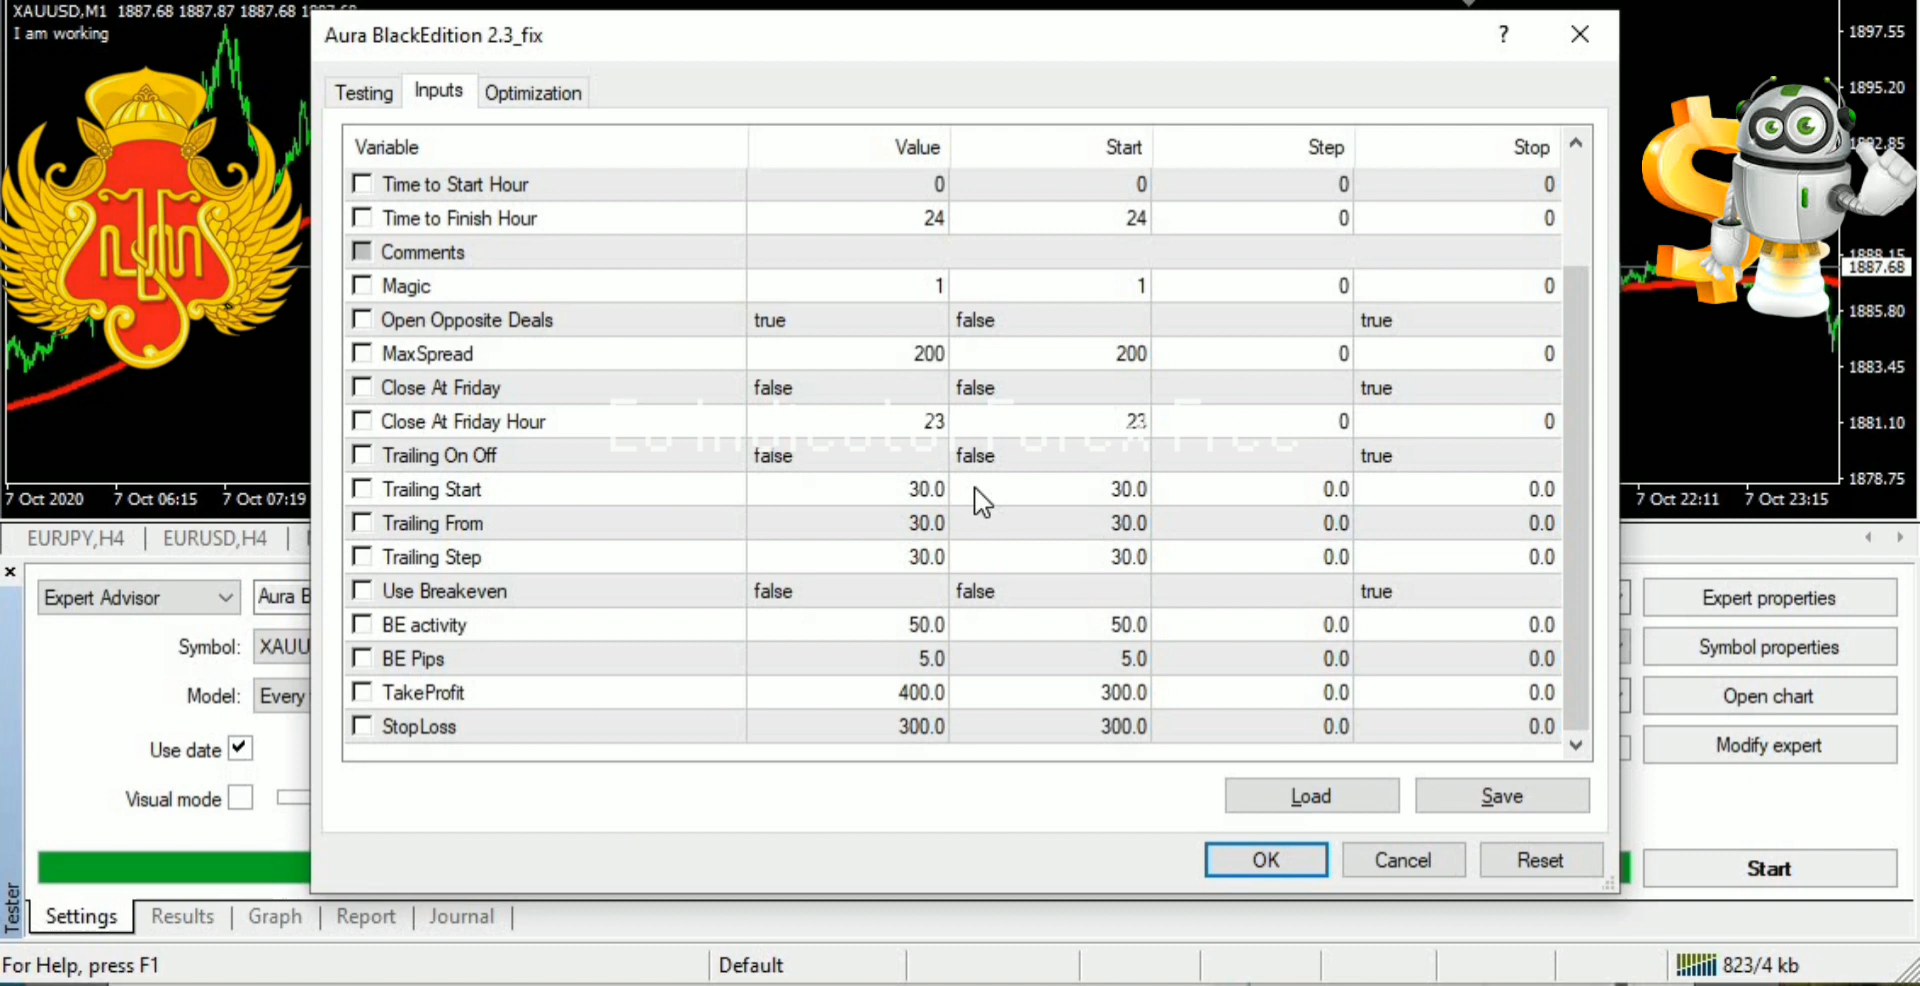 XAUUSD,M1 1887.68 1887.87 1887.68
I am working
Aura BlackEdition 2.3_fix
?
Testing Inputs Optimization
Variable Value Start Step Stop
Time to Start Hour 0 0 0 0
Time to Finish Hour 24 24 0 0
Comments
Magic 1 1 0 0
Open Opposite Deals true false true
MaxSpread 200 200 0 0
Close At Friday false false true
Close At Friday Hour 23 23 0 0
Trailing On Off false false true
Trailing Start 30.0 30.0 0.0 0.0
Trailing From 30.0 30.0 0.0 0.0
Trailing Step 30.0 30.0 0.0 0.0
Use Breakeven false false true
BE activity 50.0 50.0 0.0 0.0
BE Pips 5.0 5.0 0.0 0.0
TakeProfit 400.0 300.0 0.0 0.0
StopLoss 300.0 300.0 0.0 0.0
Load Save
OK Cancel Reset
1897.55
1895.20
1887.68
1885.80
1883.45
1881.10
1878.75
7 Oct 2020 7 Oct 06:15 7 Oct 07:19
7 Oct 22:11 7 Oct 23:15
EURJPY,H4 EURUSD,H4
Expert Advisor Aura
Symbol:
Model: Every
Use date
Visual mode
Expert properties
Symbol properties
Open chart
Modify expert
Start
Tester
Settings Results Graph Report Journal
For Help, press F1
Default
823/4 kb